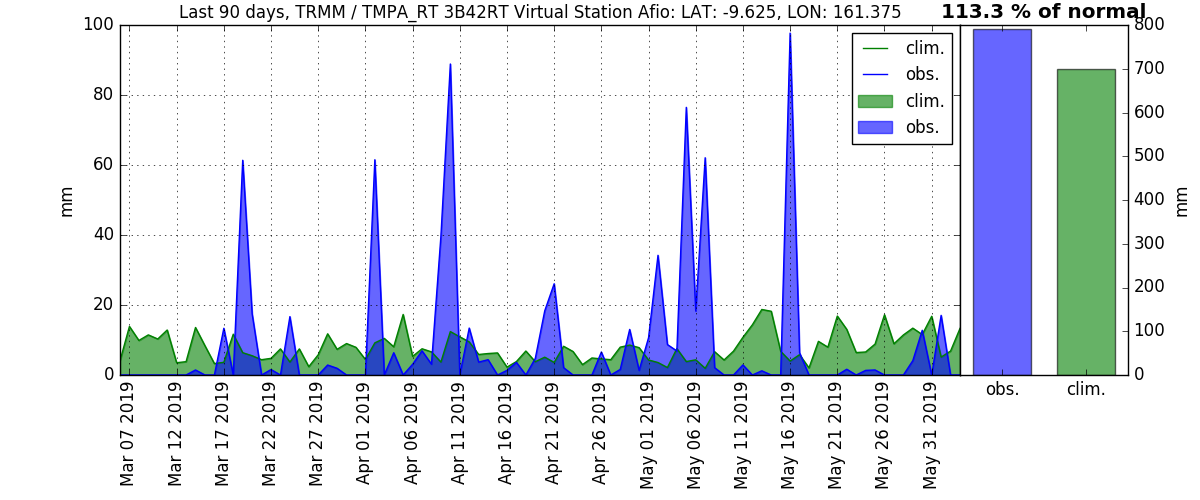 Last 90 days, TRMM / TMPA_RT 3B42RT Virtual Station Afio: LAT: -9.625, LON: 161.375
113.3 % of normal
100
80
60
40
20
0
mm
clim.
obs.
clim.
obs.
Mar 07 2019
Mar 12 2019
Mar 17 2019
Mar 22 2019
Mar 27 2019
Apr 01 2019
Apr 06 2019
Apr 11 2019
Apr 16 2019
Apr 21 2019
Apr 26 2019
May 01 2019
May 06 2019
May 11 2019
May 16 2019
May 21 2019
May 26 2019
May 31 2019
800
700
600
500
400
300
200
100
0
mm
obs.
clim.